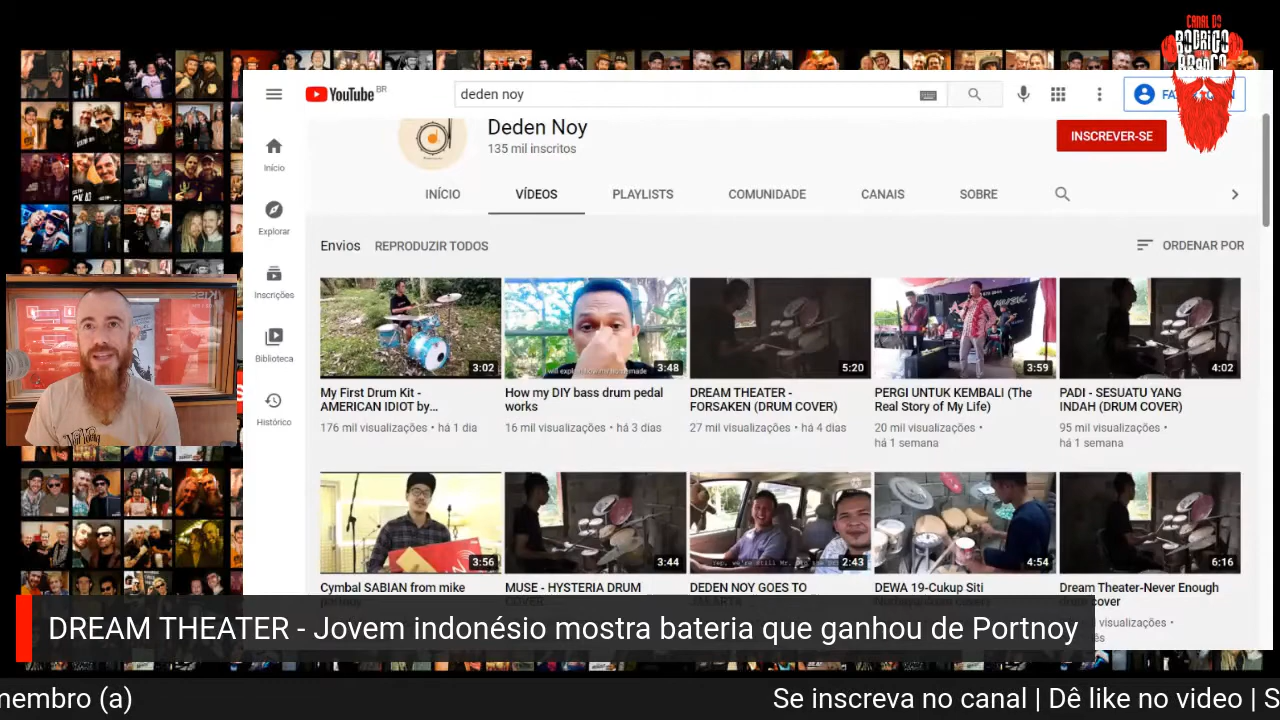 CANAL DO
RODRIGO
BRANCO
YouTube BR
deden noy
Deden Noy
135 mil inscritos
INSCREVER-SE
INÍCIO
VÍDEOS
PLAYLISTS
COMUNIDADE
CANAIS
SOBRE
Início
Explorar
Inscrições
Biblioteca
Histórico
Envios
REPRODUZIR TODOS
ORDENAR POR
3:02
My First Drum Kit -
AMERICAN IDIOT by...
176 mil visualizações • há 1 dia
3:48
How my DIY bass drum pedal
works
16 mil visualizações • há 3 dias
5:20
DREAM THEATER -
FORSAKEN (DRUM COVER)
27 mil visualizações • há 4 dias
3:59
PERGI UNTUK KEMBALI (The
Real Story of My Life)
20 mil visualizações •
há 1 semana
4:02
PADI - SESUATU YANG
INDAH (DRUM COVER)
95 mil visualizações •
há 1 semana
3:56
Cymbal SABIAN from mike
3:44
MUSE - HYSTERIA DRUM
2:43
DEDEN NOY GOES TO
4:54
DEWA 19-Cukup Siti
6:16
Dream Theater-Never Enough
cover
visualizações •
DREAM THEATER - Jovem indonésio mostra bateria que ganhou de Portnoy
membro (a)
Se inscreva no canal | Dê like no video | S